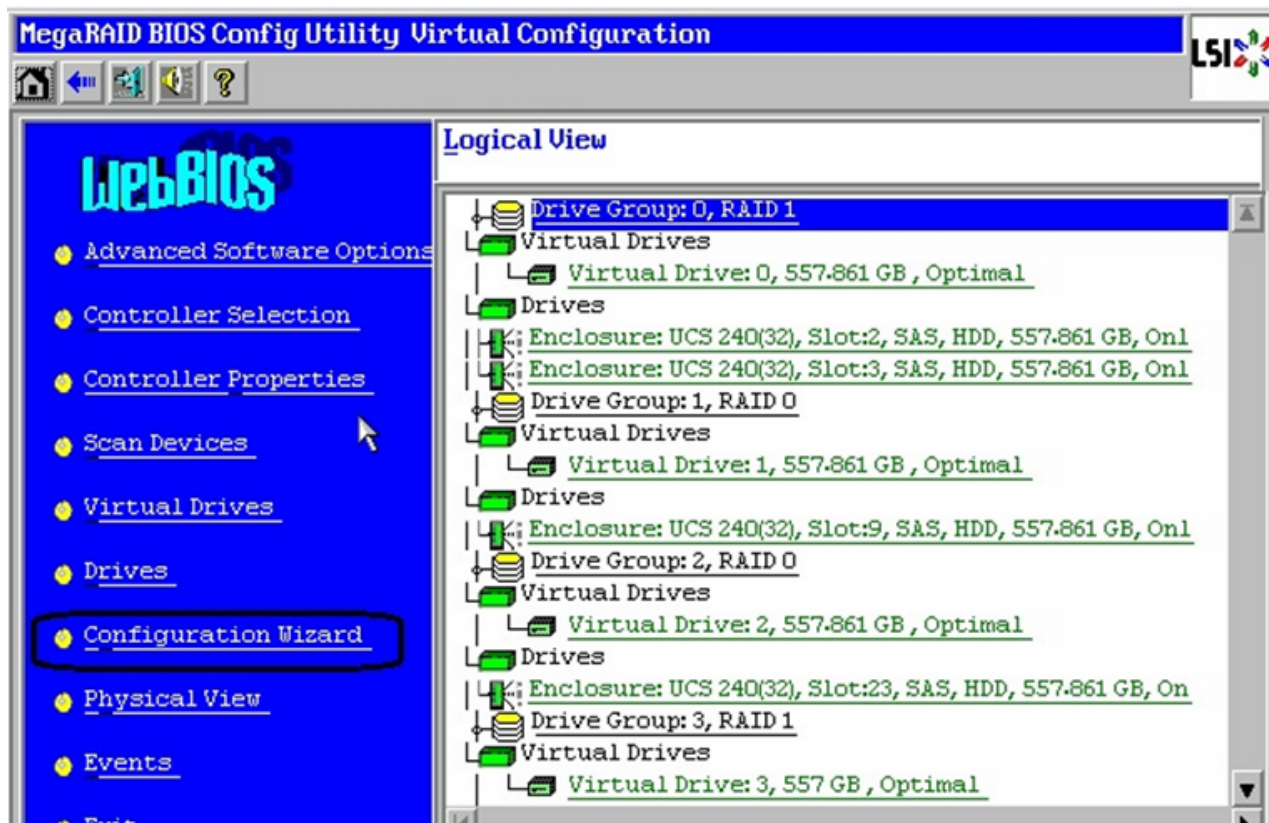 MegaRAID BIOS Config Utility Virtual Configuration
LSI
?
Logical View
WebBIOS
Advanced Software Options
Controller Selection
Controller Properties
Scan Devices
Virtual Drives
Drives
Configuration Wizard
Physical View
Events
Drive Group: 0, RAID 1
Virtual Drives
Virtual Drive: 0, 557.861 GB , Optimal
Drives
Enclosure: UCS 240(32), Slot:2, SAS, HDD, 557.861 GB, Onl
Enclosure: UCS 240(32), Slot:3, SAS, HDD, 557.861 GB, Onl
Drive Group: 1, RAID 0
Virtual Drives
Virtual Drive: 1, 557.861 GB , Optimal
Drives
Enclosure: UCS 240(32), Slot:9, SAS, HDD, 557.861 GB, Onl
Drive Group: 2, RAID 0
Virtual Drives
Virtual Drive: 2, 557.861 GB , Optimal
Drives
Enclosure: UCS 240(32), Slot:23, SAS, HDD, 557.861 GB, On
Drive Group: 3, RAID 1
Virtual Drives
Virtual Drive: 3, 557 GB , Optimal